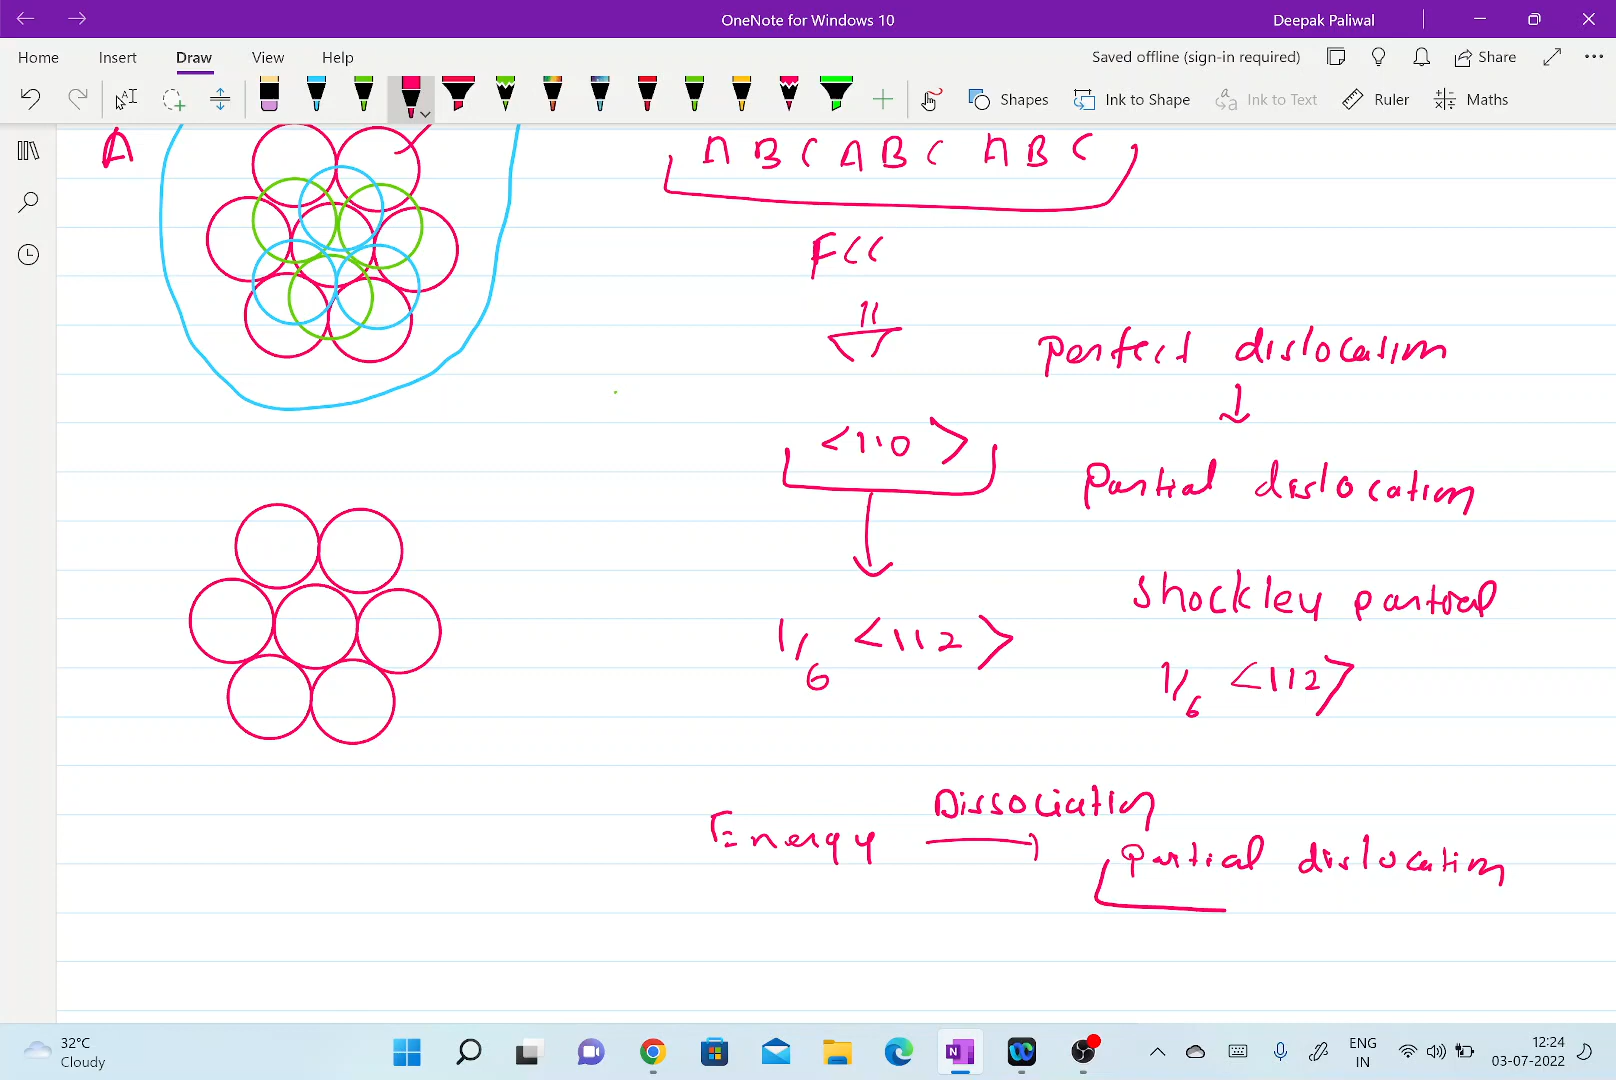 OneNote for Windows 10
Deepak Paliwal
Home Insert Draw View Help
Saved offline (sign-in required) Share
Shapes Ink to Shape Ink to Text Ruler Maths
A
A B C A B C A B C
FCC
Perfect dislocation
<110>
Partial dislocation
Shockley partial
1/6 <112>
1/6 <112>
Dissociation
Energy
Partial dislocation
32°C
Cloudy
ENG
IN
12:24
03-07-2022